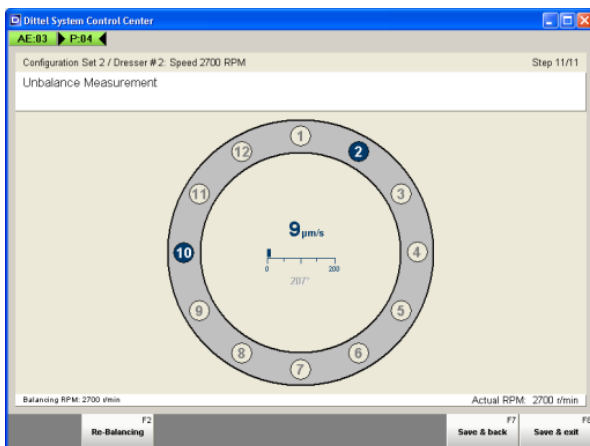 Dittel System Control Center
AE:03 P:04
Configuration Set 2 / Dresser #2: Speed 2700 RPM Step 11/11
Unbalance Measurement
1
12 2
11 3
9 µm/s
10 4
0 200
207°
9 5
8 6
7
Balancing RPM: 2700 r/min Actual RPM: 2700 r/min
F2 F7 F8
Re-Balancing Save & back Save & exit